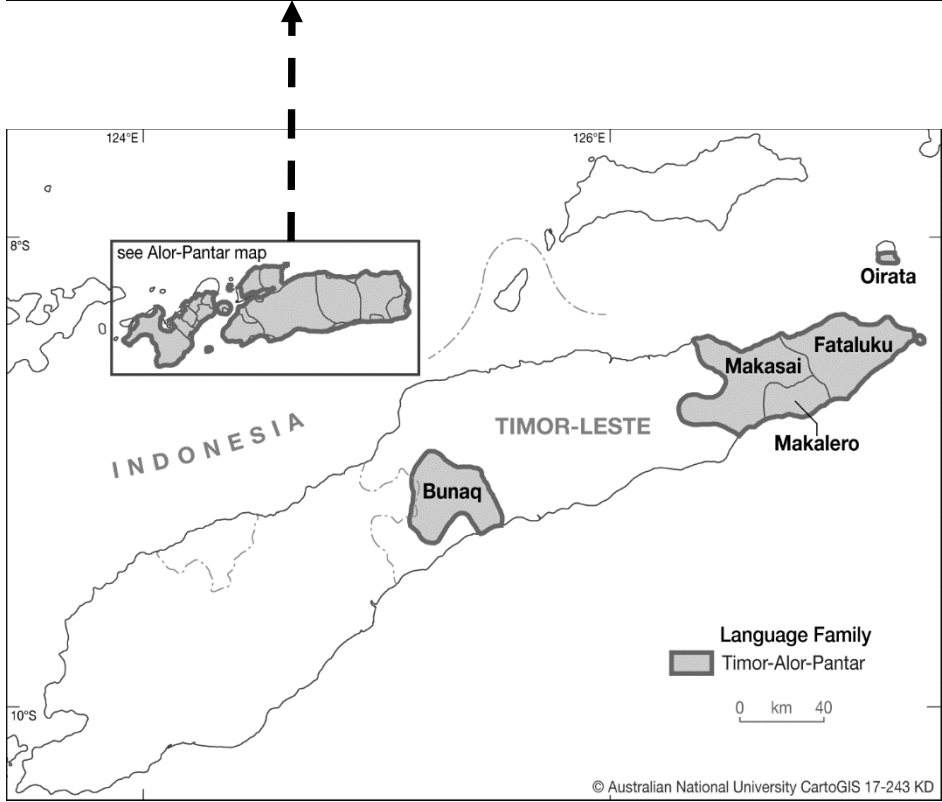 124°E
126°E
8°S
see Alor-Pantar map
Oirata
Fataluku
Makasai
TIMOR-LESTE
Makalero
INDONESIA
Bunaq
Language Family
Timor-Alor-Pantar
10°S
0 km 40
© Australian National University CartoGIS 17-243 KD